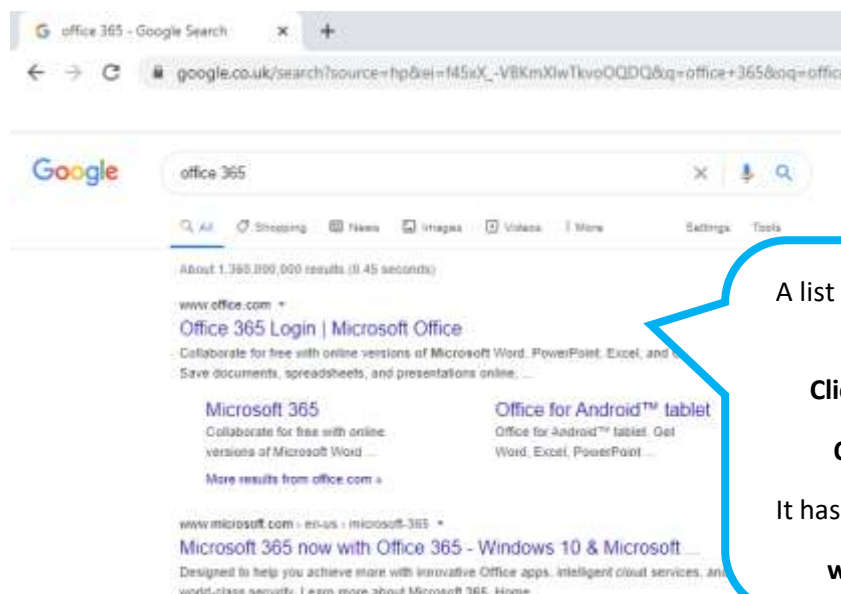 office 365 - Google Search
google.co.uk/search?source=hp&ei=f45xX_-VBKmXlwTkvoOQDQ&q=office+365&oq=offic
Google
office 365
All Shopping News Images Videos More Settings Tools
About 1,360,000,000 results (0.45 seconds)
www.office.com
Office 365 Login | Microsoft Office
Collaborate for free with online versions of Microsoft Word, PowerPoint, Excel, and
Save documents, spreadsheets, and presentations online, ...
Microsoft 365
Collaborate for free with online
versions of Microsoft Word ...
More results from office.com »
Office for Android™ tablet
Office for Android™ tablet. Get
Word, Excel, PowerPoint ...
www.microsoft.com › en-us › microsoft-365
Microsoft 365 now with Office 365 - Windows 10 & Microsoft ...
Designed to help you achieve more with innovative Office apps, intelligent cloud services, and
world-class security. Learn more about Microsoft 365. Home
A list
It has